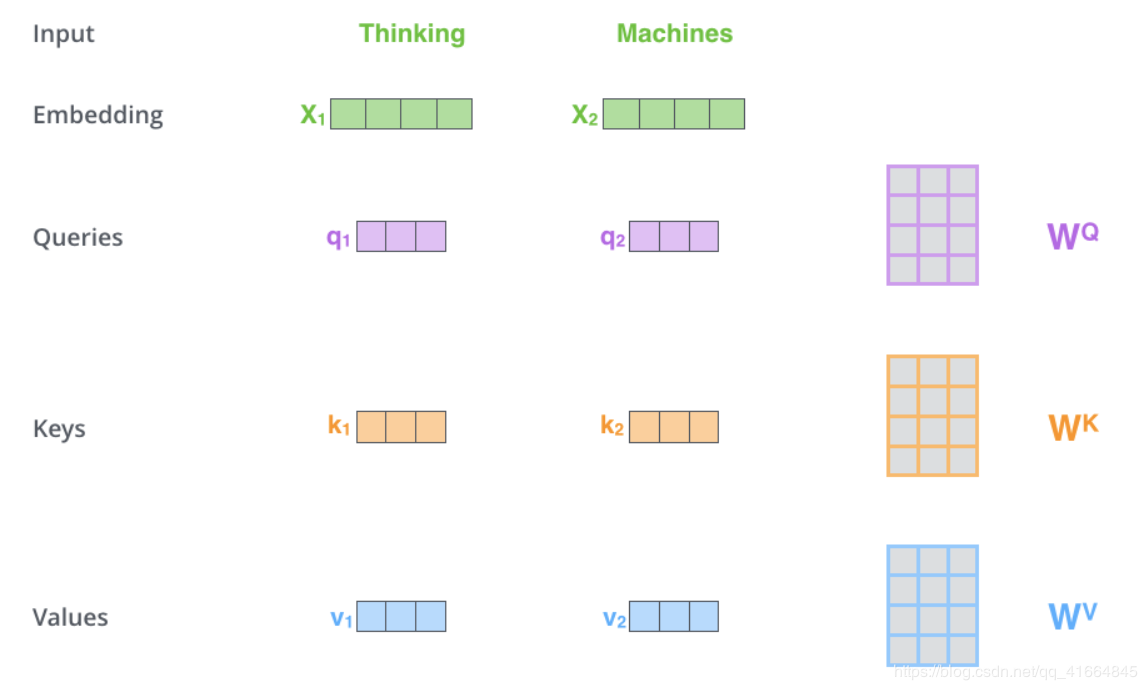 Input Thinking Machines
Embedding X1 X2
Queries q1 q2 WQ
Keys k1 k2 WK
Values v1 v2 WV
https://blog.csdn.net/qq_41664845